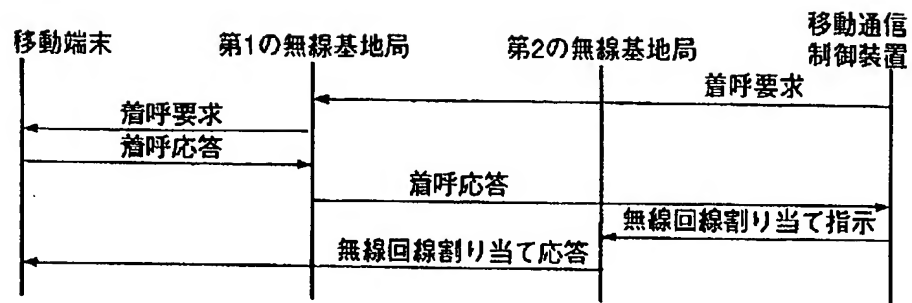 移動端末
第1の無線基地局
第2の無線基地局
移動通信
制御装置
着呼要求
着呼要求
着呼応答
着呼応答
無線回線割り当て指示
無線回線割り当て応答